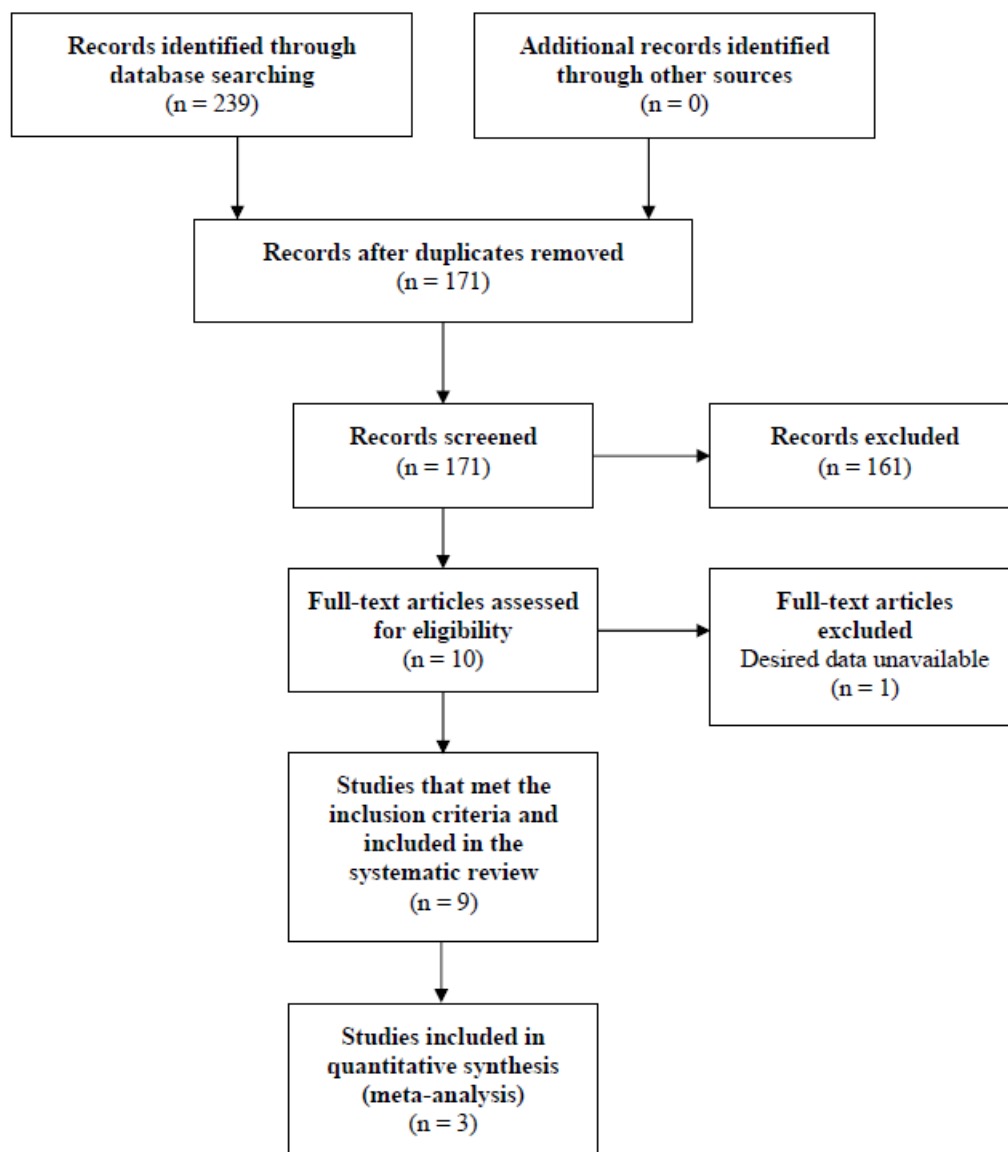 Records identified through
database searching
(n = 239)
Additional records identified
through other sources
(n = 0)
Records after duplicates removed
(n = 171)
Records screened
(n = 171)
Records excluded
(n = 161)
Full-text articles assessed
for eligibility
(n = 10)
Full-text articles
excluded
Desired data unavailable
(n = 1)
Studies that met the
inclusion criteria and
included in the
systematic review
(n = 9)
Studies included in
quantitative synthesis
(meta-analysis)
(n = 3)